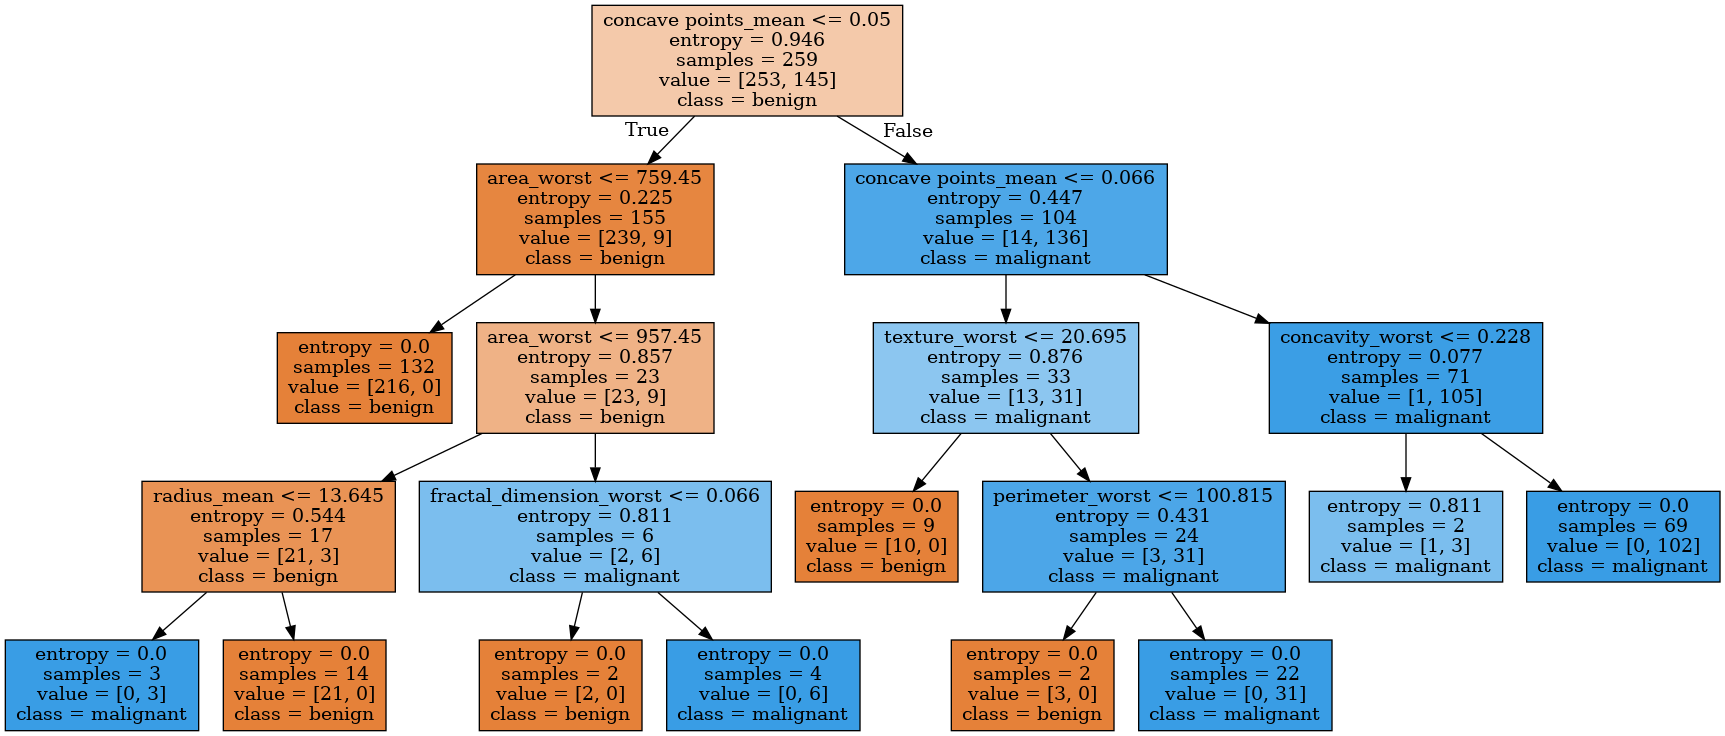 concave points_mean <= 0.05
entropy = 0.946
samples = 259
value = [253, 145]
class = benign
True
False
area_worst <= 759.45
entropy = 0.225
samples = 155
value = [239, 9]
class = benign
concave points_mean <= 0.066
entropy = 0.447
samples = 104
value = [14, 136]
class = malignant
entropy = 0.0
samples = 132
value = [216, 0]
class = benign
area_worst <= 957.45
entropy = 0.857
samples = 23
value = [23, 9]
class = benign
texture_worst <= 20.695
entropy = 0.876
samples = 33
value = [13, 31]
class = malignant
concavity_worst <= 0.228
entropy = 0.077
samples = 71
value = [1, 105]
class = malignant
radius_mean <= 13.645
entropy = 0.544
samples = 17
value = [21, 3]
class = benign
fractal_dimension_worst <= 0.066
entropy = 0.811
samples = 6
value = [2, 6]
class = malignant
entropy = 0.0
samples = 9
value = [10, 0]
class = benign
perimeter_worst <= 100.815
entropy = 0.431
samples = 24
value = [3, 31]
class = malignant
entropy = 0.811
samples = 2
value = [1, 3]
class = malignant
entropy = 0.0
samples = 69
value = [0, 102]
class = malignant
entropy = 0.0
samples = 3
value = [0, 3]
class = malignant
entropy = 0.0
samples = 14
value = [21, 0]
class = benign
entropy = 0.0
samples = 2
value = [2, 0]
class = benign
entropy = 0.0
samples = 4
value = [0, 6]
class = malignant
entropy = 0.0
samples = 2
value = [3, 0]
class = benign
entropy = 0.0
samples = 22
value = [0, 31]
class = malignant